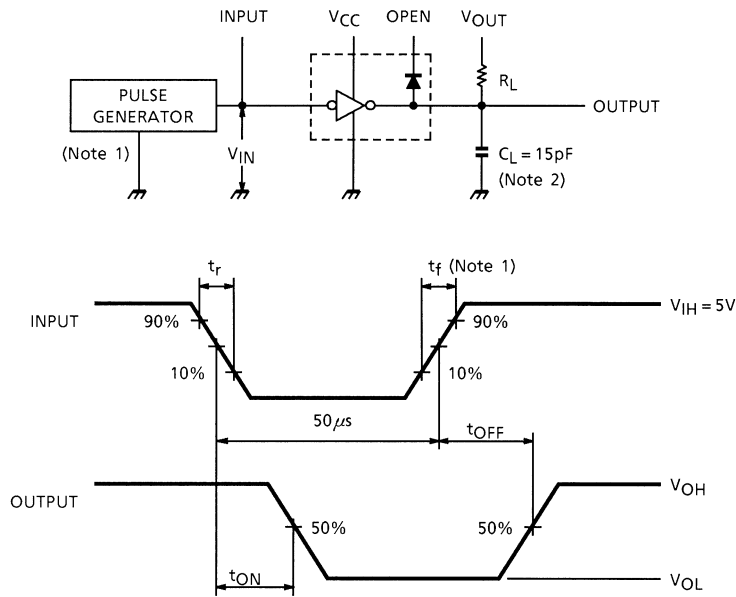 INPUT
VCC
OPEN
VOUT
PULSE
GENERATOR
RL
OUTPUT
(Note 1)
VIN
CL = 15pF
(Note 2)
tr
tf (Note 1)
VIH = 5V
INPUT
90%
90%
10%
10%
50μs
tOFF
OUTPUT
VOH
50%
50%
tON
VOL